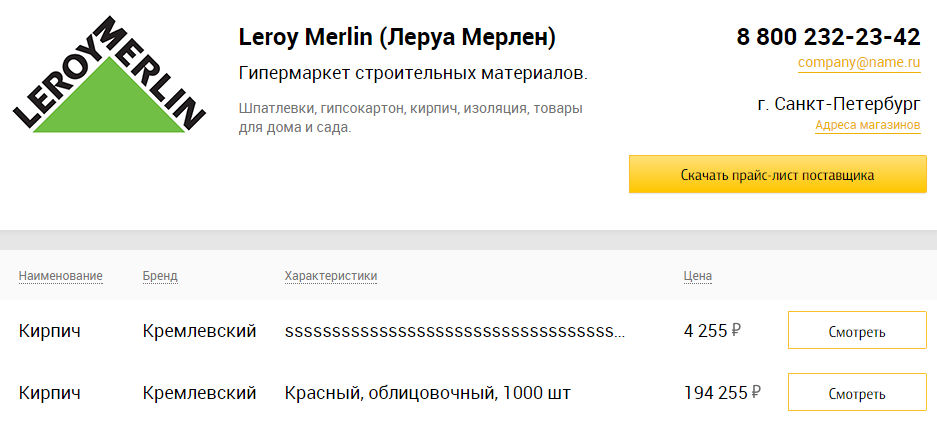 LEROY MERLIN
Leroy Merlin (Леруа Мерлен)
8 800 232-23-42
company@name.ru
Гипермаркет строительных материалов.
Шпатлевки, гипсокартон, кирпич, изоляция, товары
для дома и сада.
г. Санкт-Петербург
Адреса магазинов
Скачать прайс-лист поставщика
Наименование Бренд Характеристики Цена
Кирпич Кремлевский sssssssssssssssssssssssssssssssssss... 4 255 ₽ Смотреть
Кирпич Кремлевский Красный, облицовочный, 1000 шт 194 255 ₽ Смотреть